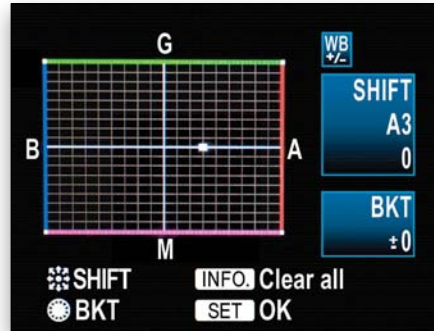 G
WB
+/-
SHIFT
A3
0
B
A
BKT
±0
M
SHIFT INFO. Clear all
BKT SET OK